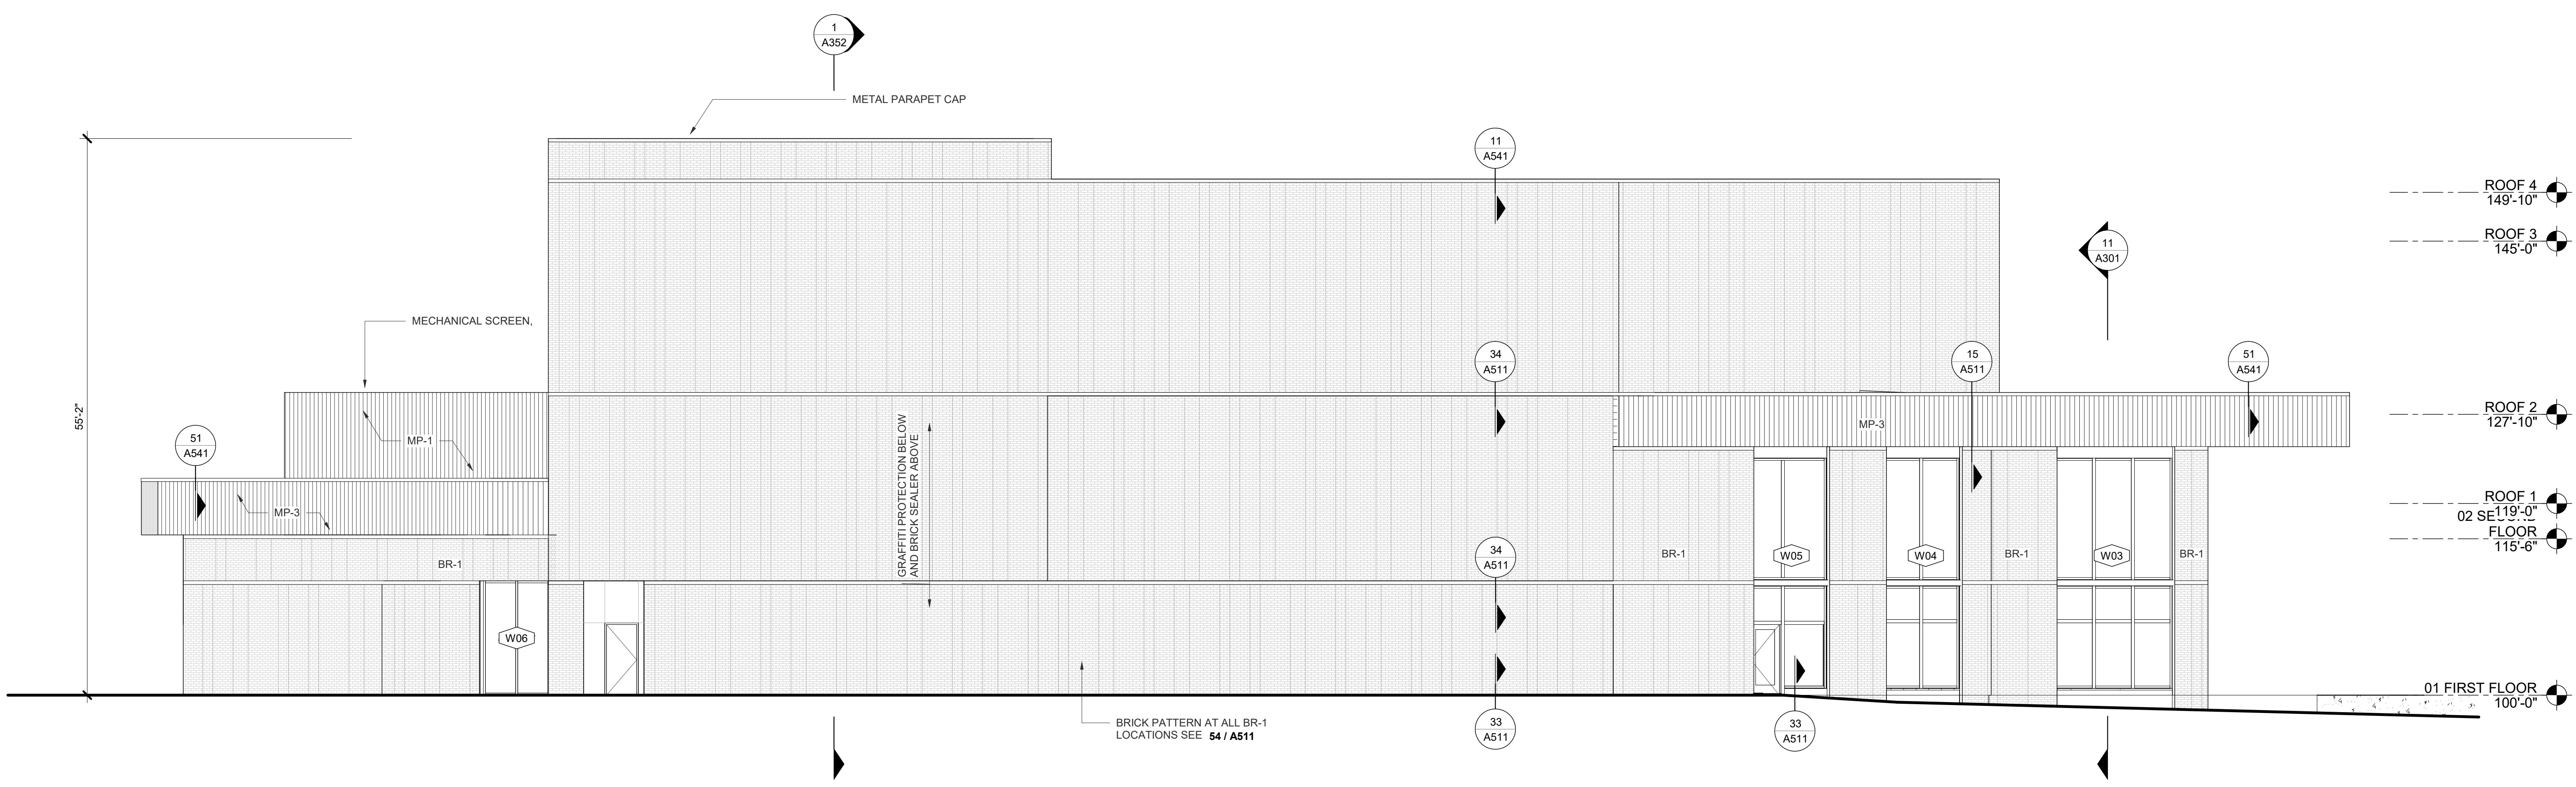 1
A352
METAL PARAPET CAP
11
A541
ROOF 4
149'-10"
ROOF 3
145'-0"
11
A301
MECHANICAL SCREEN,
34
A511
15
A511
51
A541
55'-2"
ROOF 2
127'-10"
MP-1
MP-3
51
A541
GRAFFITI PROTECTION BELOW
AND BRICK SEALER ABOVE
MP-3
ROOF 1
119'-0"
02 SECOND
FLOOR
115'-6"
BR-1
34
A511
BR-1
W05
W04
BR-1
W03
BR-1
W06
01 FIRST FLOOR
100'-0"
BRICK PATTERN AT ALL BR-1
LOCATIONS SEE 54 / A511
33
A511
33
A511